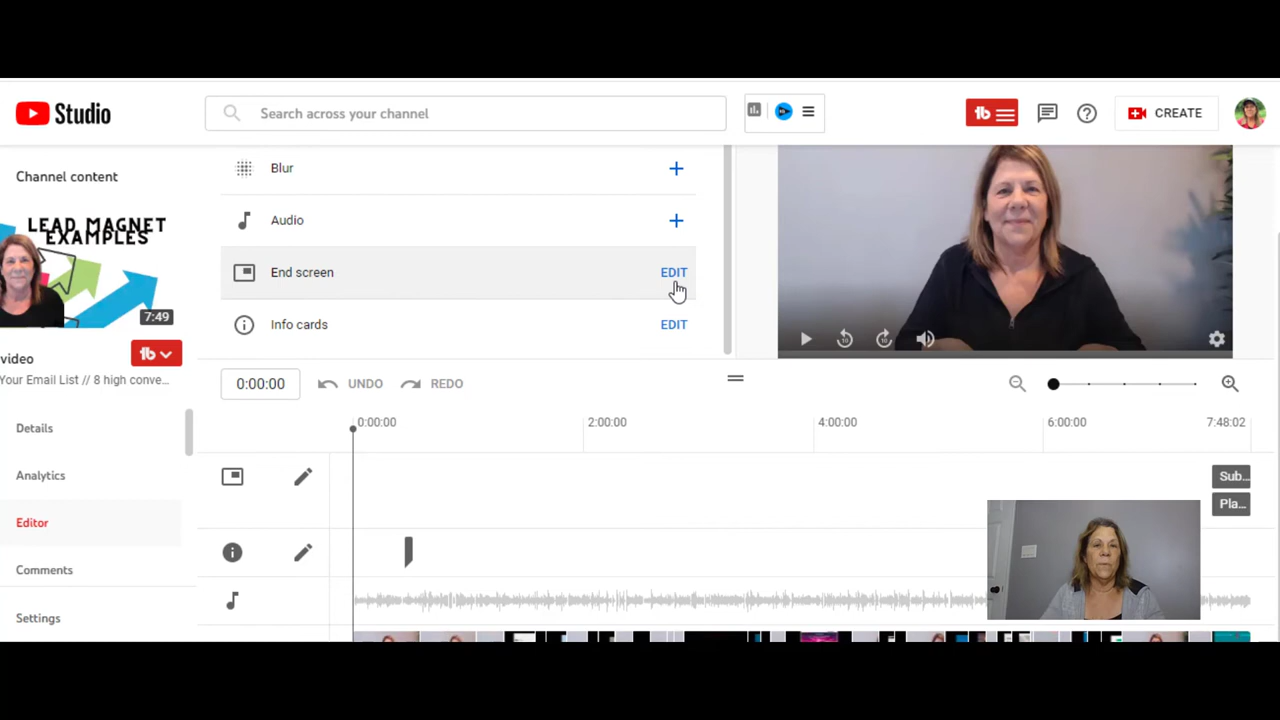 Studio
Search across your channel
CREATE
Channel content
LEAD MAGNET
EXAMPLES
7:49
video
Your Email List // 8 high conve...
Details
Analytics
Editor
Comments
Settings
Blur
Audio
End screen
EDIT
Info cards
EDIT
0:00:00
UNDO
REDO
0:00:00
2:00:00
4:00:00
6:00:00
7:48:02
Sub...
Pla...